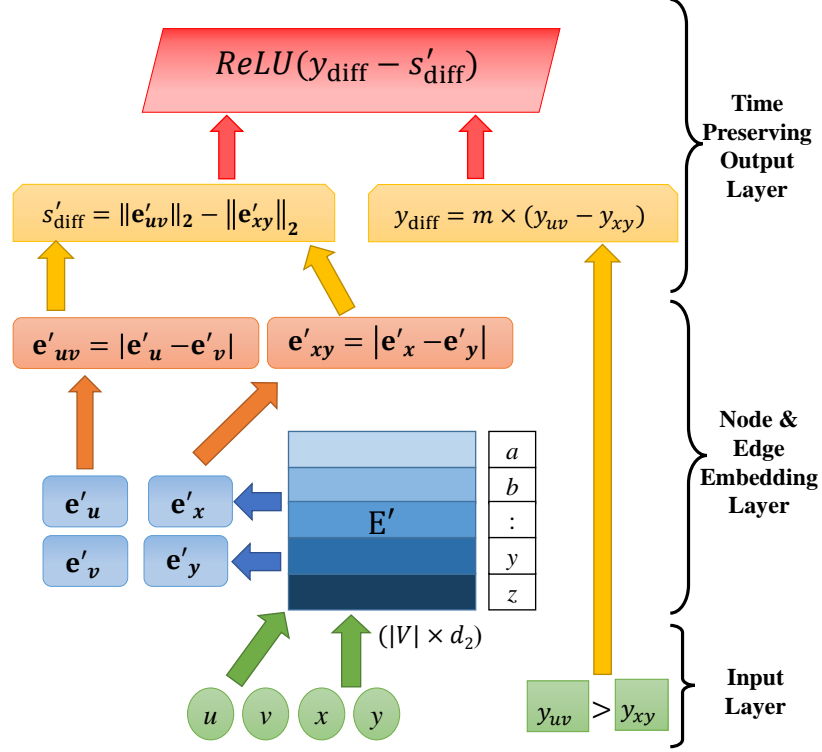 ReLU(y_diff − s′_diff)
Time
Preserving
Output
Layer
s′_diff = ‖e′_uv‖_2 − ‖e′_xy‖_2
y_diff = m × (y_uv − y_xy)
e′_uv = |e′_u − e′_v|
e′_xy = |e′_x − e′_y|
Node &
Edge
Embedding
Layer
e′_u
e′_x
e′_v
e′_y
E′
a
b
:
y
z
(|V| × d_2)
u v x y
y_uv > y_xy
Input
Layer